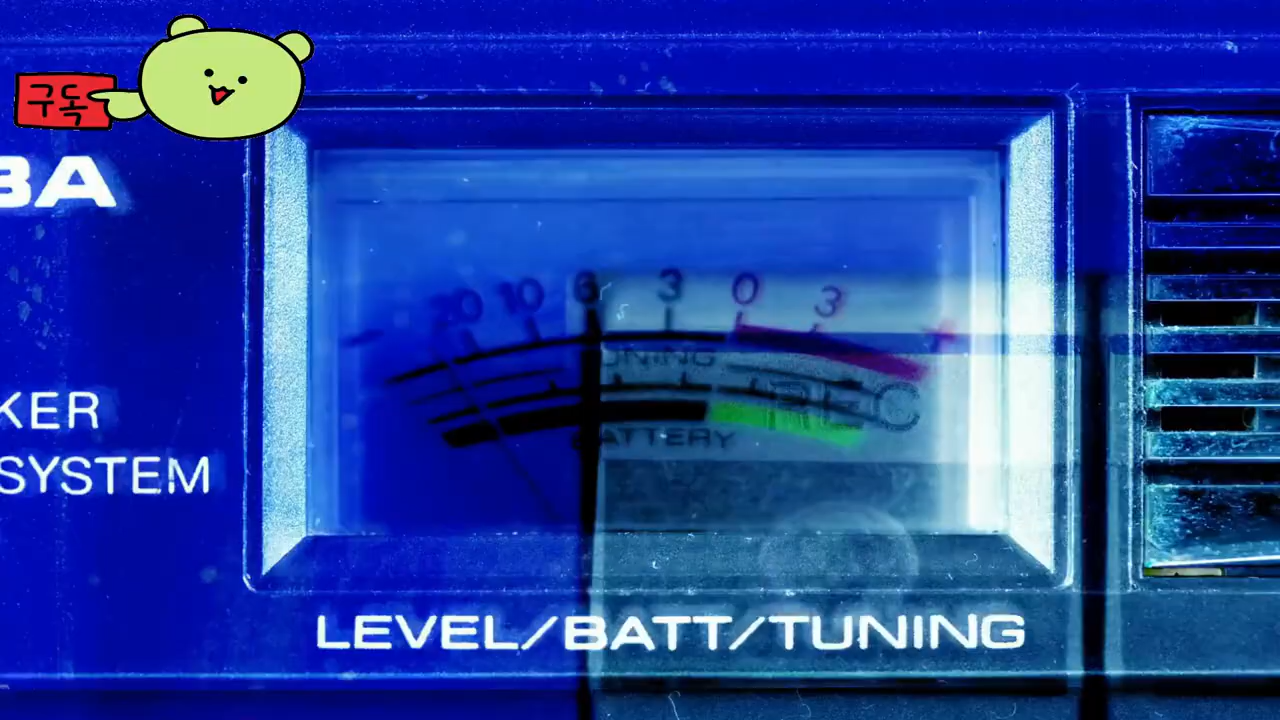 구독
BA
KER
SYSTEM
20 10 6 3 0 3 +
TUNING
REC
BATTERY
LEVEL/BATT/TUNING